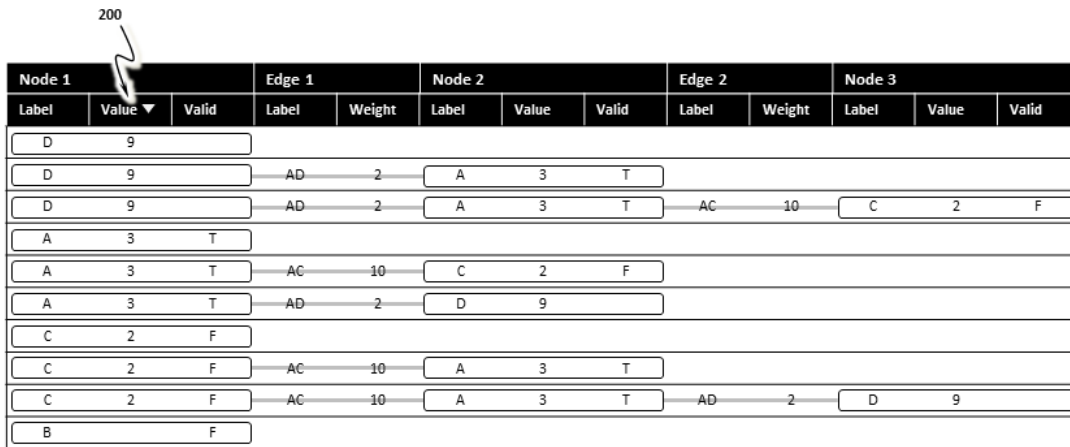 200
Node 1 Edge 1 Node 2 Edge 2 Node 3
Label Value ▼ Valid Label Weight Label Value Valid Label Weight Label Value Valid
D 9
D 9 AD 2 A 3 T
D 9 AD 2 A 3 T AC 10 C 2 F
A 3 T
A 3 T AC 10 C 2 F
A 3 T AD 2 D 9
C 2 F
C 2 F AC 10 A 3 T
C 2 F AC 10 A 3 T AD 2 D 9
B F